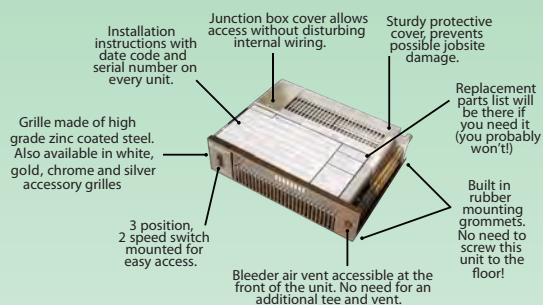 Installation
instructions with
date code and
serial number on
every unit.
Junction box cover allows
access without disturbing
internal wiring.
Sturdy protective
cover, prevents
possible jobsite
damage.
Replacement
parts list will
be there if
you need it
(you probably
won't!)
Grille made of high
grade zinc coated steel.
Also available in white,
gold, chrome and silver
accessory grilles
3 position,
2 speed switch
mounted for
easy access.
Built in
rubber
mounting
grommets.
No need to
screw this
unit to the
floor!
Bleeder air vent accessible at the
front of the unit. No need for an
additional tee and vent.